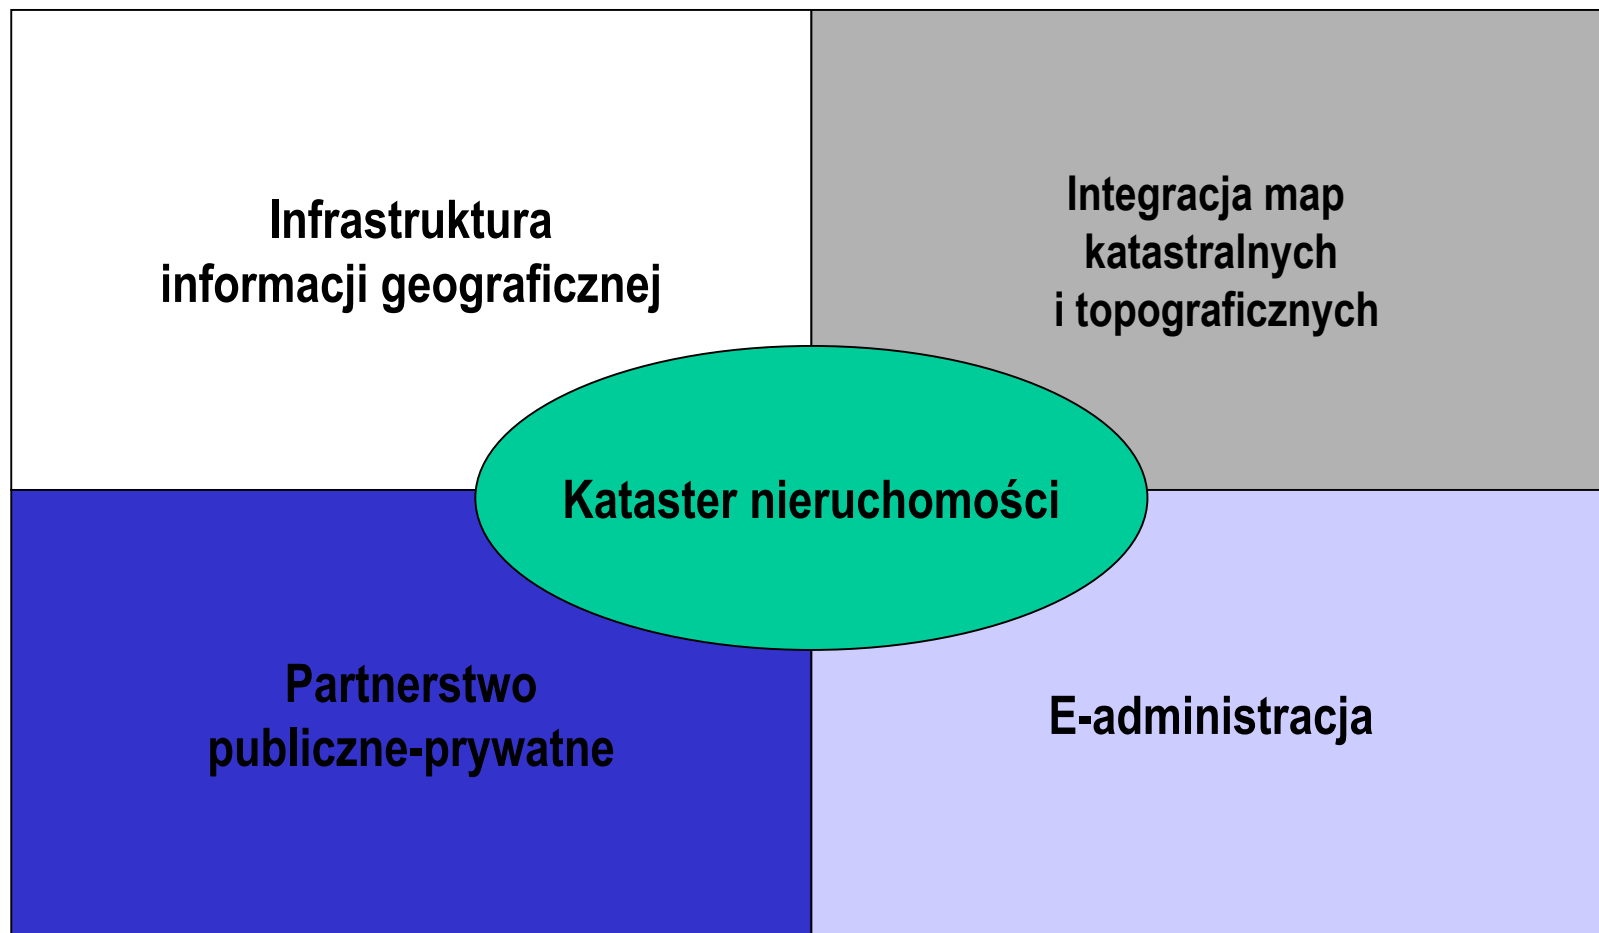 Infrastruktura
informacji geograficznej
Integracja map
katastralnych
i topograficznych
Kataster nieruchomości
Partnerstwo
publiczne-prywatne
E-administracja